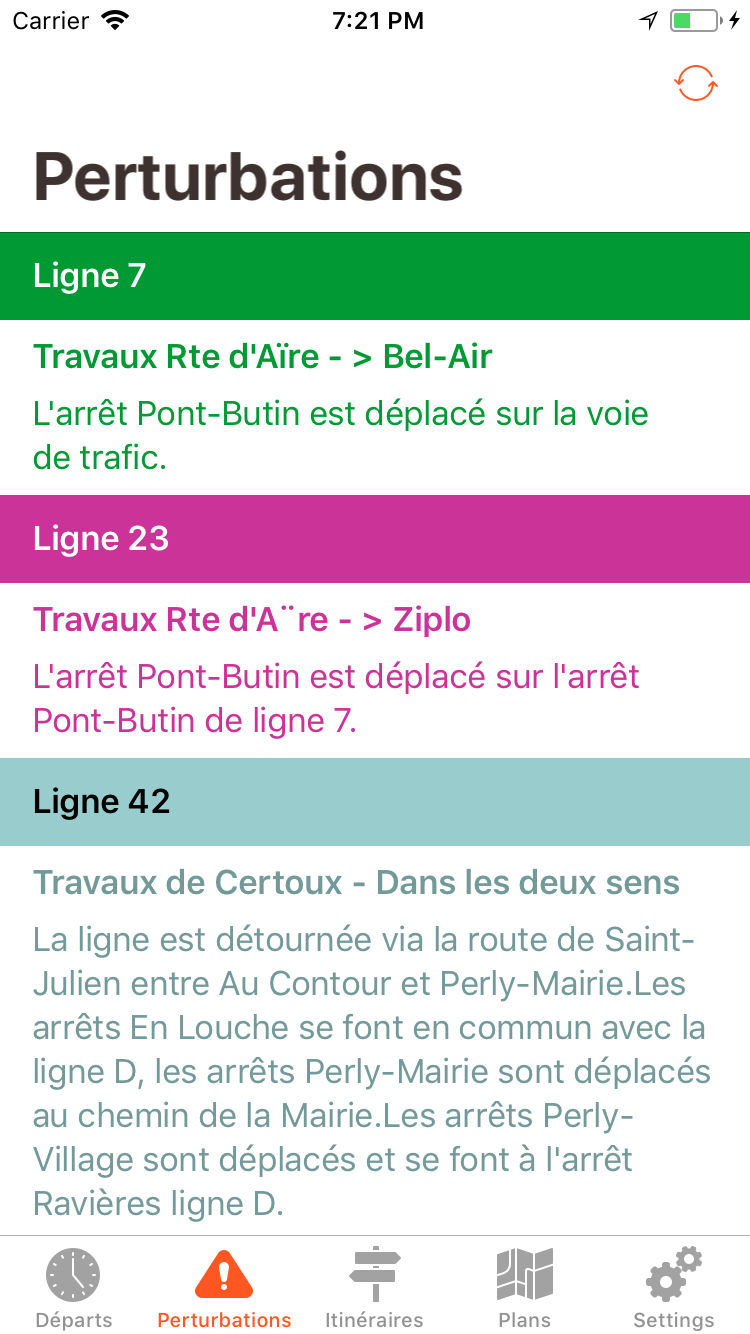 Carrier 7:21 PM
Perturbations
Ligne 7
Travaux Rte d'Aïre - > Bel-Air
L'arrêt Pont-Butin est déplacé sur la voie
de trafic.
Ligne 23
Travaux Rte d'A¨re - > Ziplo
L'arrêt Pont-Butin est déplacé sur l'arrêt
Pont-Butin de ligne 7.
Ligne 42
Travaux de Certoux - Dans les deux sens
La ligne est détournée via la route de Saint-
Julien entre Au Contour et Perly-Mairie.Les
arrêts En Louche se font en commun avec la
ligne D, les arrêts Perly-Mairie sont déplacés
au chemin de la Mairie.Les arrêts Perly-
Village sont déplacés et se font à l'arrêt
Ravières ligne D.
Départs Perturbations Itinéraires Plans Settings